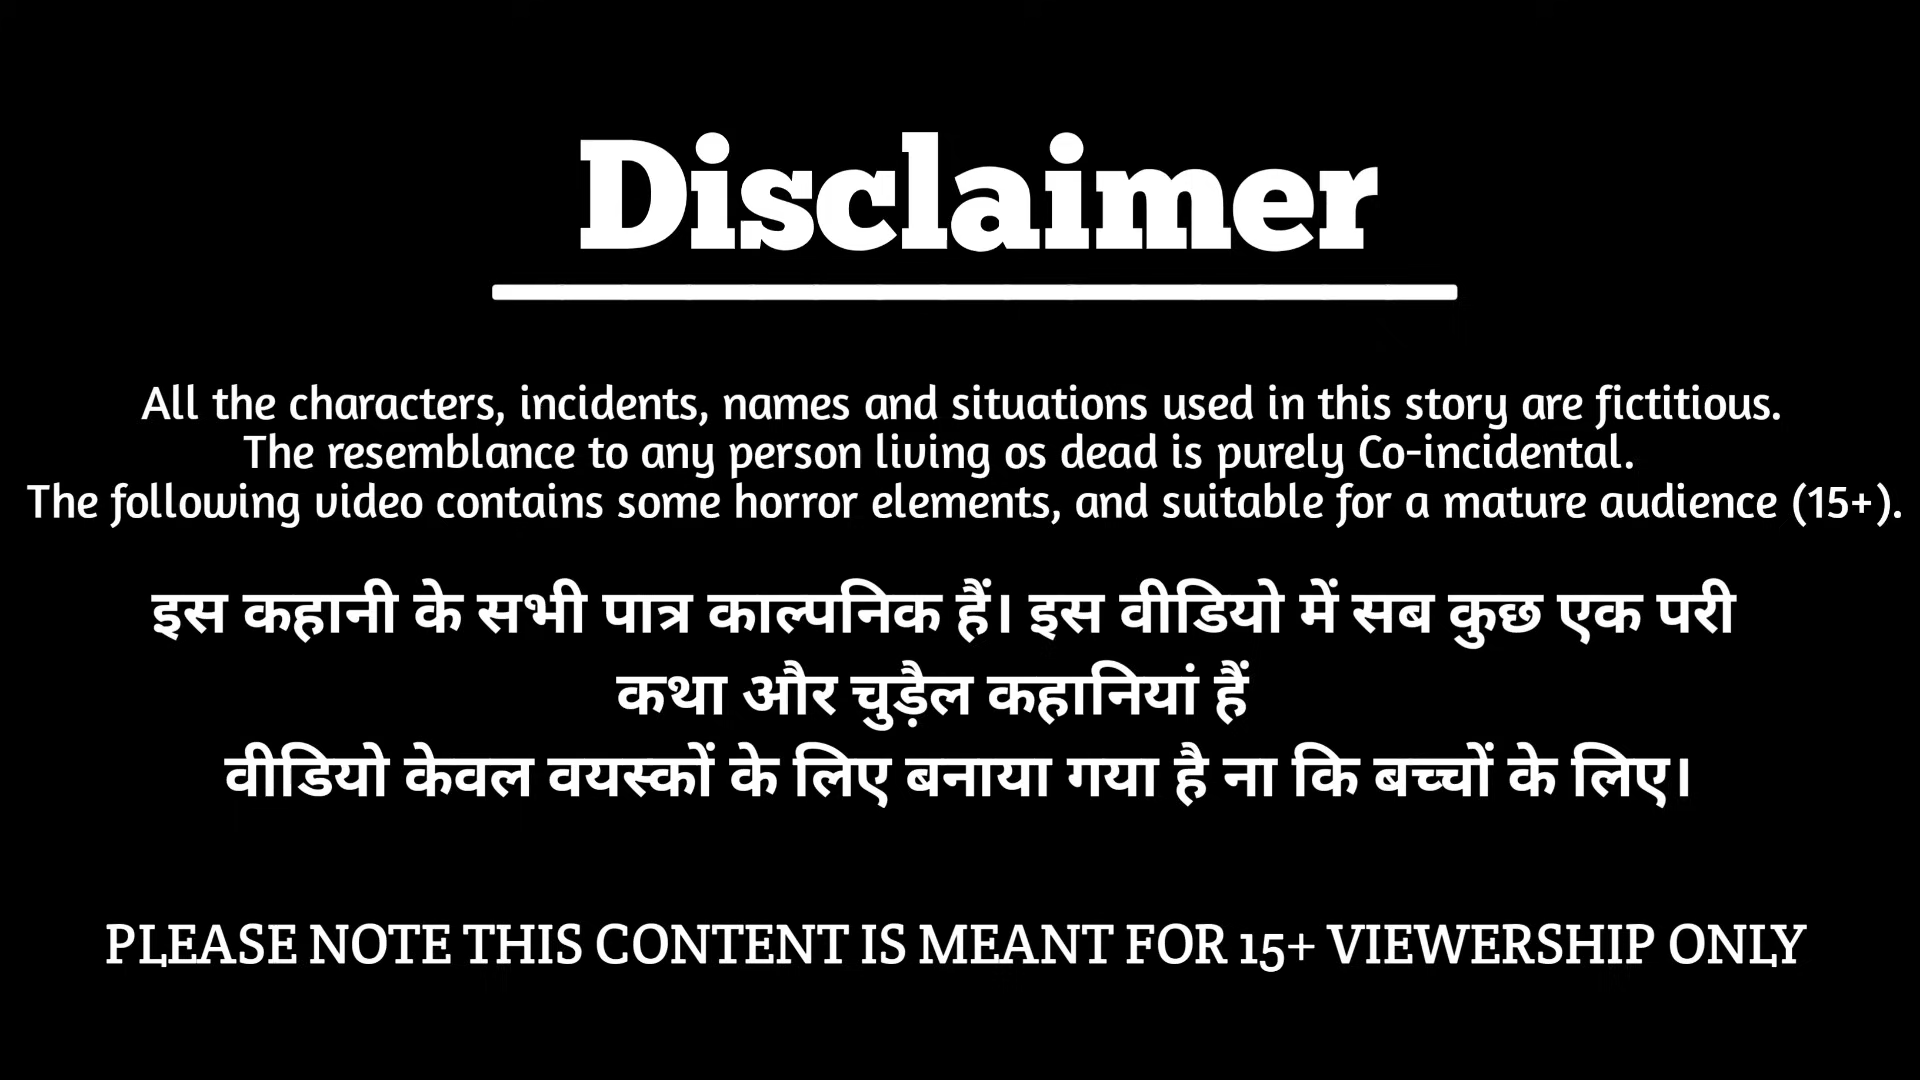 Disclaimer
All the characters, incidents, names and situations used in this story are fictitious.
The resemblance to any person living os dead is purely Co-incidental.
The following video contains some horror elements, and suitable for a mature audience (15+).
इस कहानी के सभी पात्र काल्पनिक हैं। इस वीडियो में सब कुछ एक परी
कथा और चुड़ैल कहानियां हैं
वीडियो केवल वयस्कों के लिए बनाया गया है ना कि बच्चों के लिए।
PLEASE NOTE THIS CONTENT IS MEANT FOR 15+ VIEWERSHIP ONLY